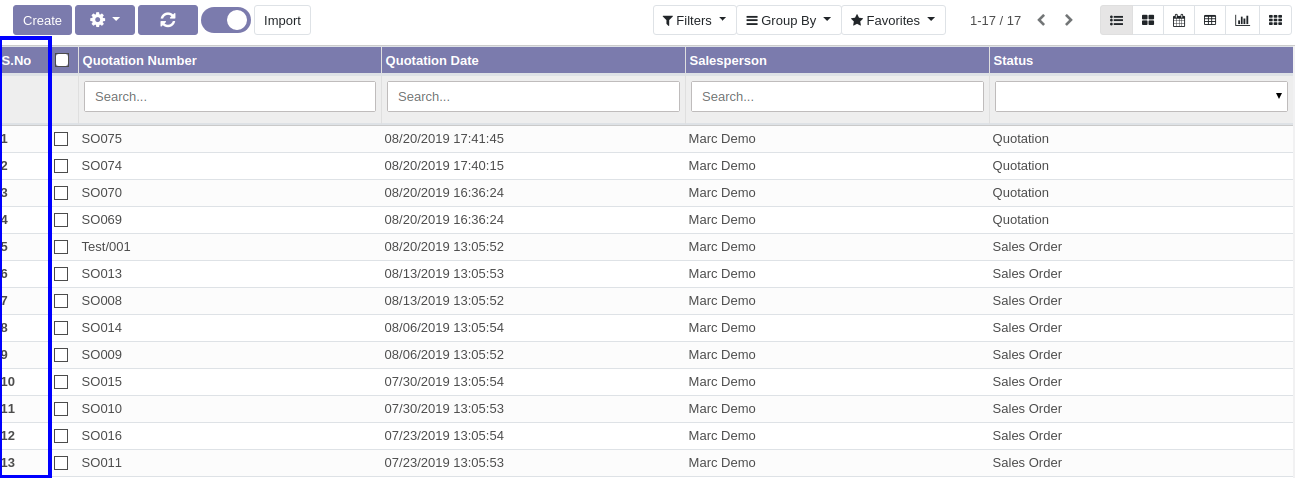 Create Import Filters Group By Favorites 1-17 / 17
S.No Quotation Number Quotation Date Salesperson Status
Search... Search... Search...
1 SO075 08/20/2019 17:41:45 Marc Demo Quotation
2 SO074 08/20/2019 17:40:15 Marc Demo Quotation
3 SO070 08/20/2019 16:36:24 Marc Demo Quotation
4 SO069 08/20/2019 16:36:24 Marc Demo Quotation
5 Test/001 08/20/2019 13:05:52 Marc Demo Sales Order
6 SO013 08/13/2019 13:05:53 Marc Demo Sales Order
7 SO008 08/13/2019 13:05:52 Marc Demo Sales Order
8 SO014 08/06/2019 13:05:54 Marc Demo Sales Order
9 SO009 08/06/2019 13:05:52 Marc Demo Sales Order
10 SO015 07/30/2019 13:05:54 Marc Demo Sales Order
11 SO010 07/30/2019 13:05:53 Marc Demo Sales Order
12 SO016 07/23/2019 13:05:54 Marc Demo Sales Order
13 SO011 07/23/2019 13:05:53 Marc Demo Sales Order